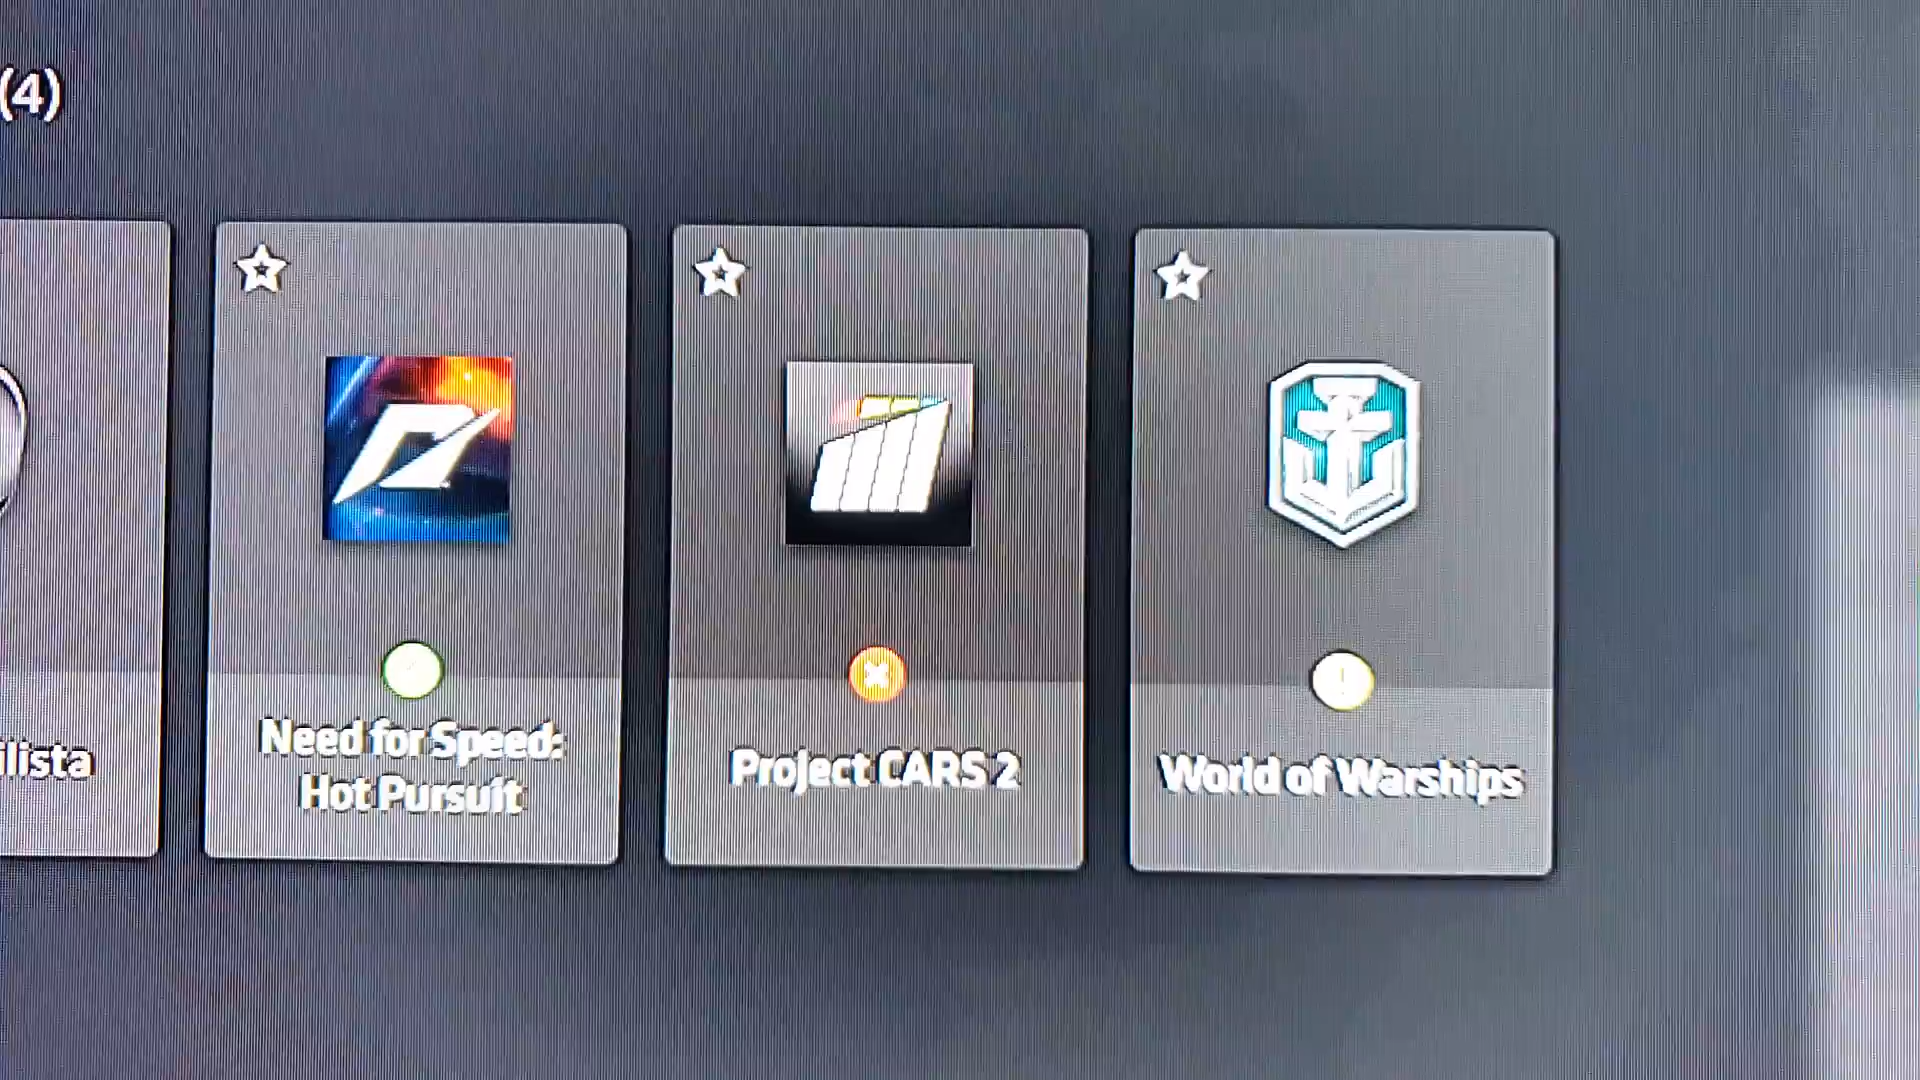 (4)
ilista
Need for Speed:
Hot Pursuit
Project CARS 2
World of Warships